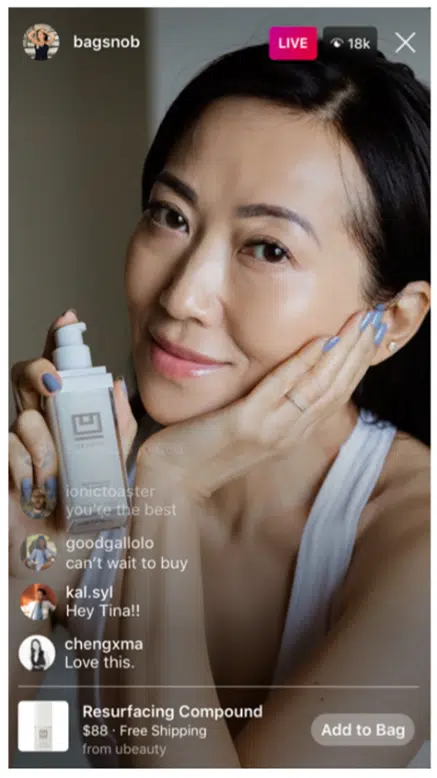 bagsnob
LIVE
18k
ionictoaster
you're the best
goodgallolo
can't wait to buy
kal.syl
Hey Tina!!
chengxma
Love this.
Resurfacing Compound
$88 · Free Shipping
from ubeauty
Add to Bag